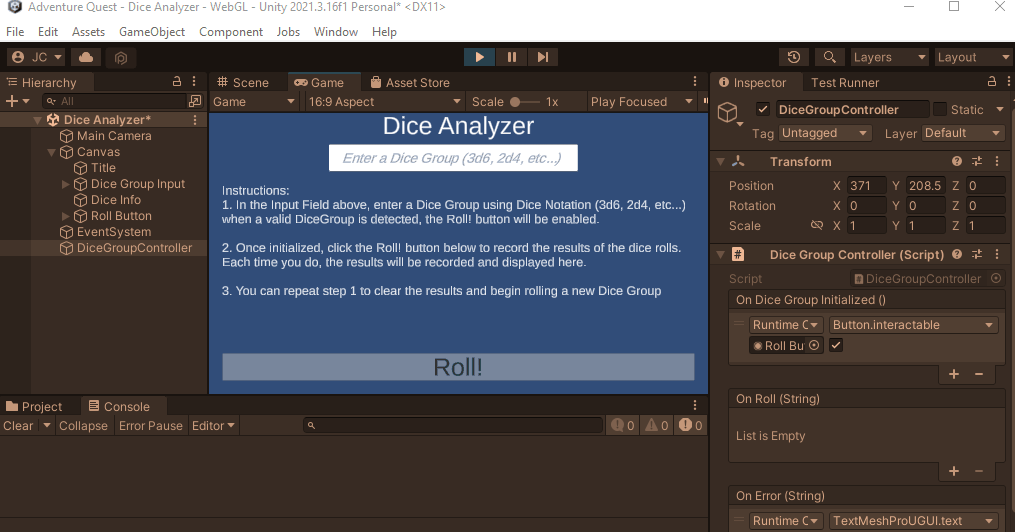 Adventure Quest - Dice Analyzer - WebGL - Unity 2021.3.16f1 Personal* <DX11>
File Edit Assets GameObject Component Jobs Window Help
JC Layers Layout
Hierarchy
All
Dice Analyzer*
Main Camera
Canvas
Title
Dice Group Input
Dice Info
Roll Button
EventSystem
DiceGroupController
Scene Game Asset Store
Game 16:9 Aspect Scale 1x Play Focused
Dice Analyzer
Enter a Dice Group (3d6, 2d4, etc...)
Instructions:
1. In the Input Field above, enter a Dice Group using Dice Notation (3d6, 2d4, etc...)
when a valid DiceGroup is detected, the Roll! button will be enabled.
2. Once initialized, click the Roll! button below to record the results of the dice rolls.
Each time you do, the results will be recorded and displayed here.
3. You can repeat step 1 to clear the results and begin rolling a new Dice Group
Roll!
Project Console
Clear Collapse Error Pause Editor 0 0 0
Inspector Test Runner
DiceGroupController Static
Tag Untagged Layer Default
Transform
Position X 371 Y 208.5 Z 0
Rotation X 0 Y 0 Z 0
Scale X 1 Y 1 Z 1
# Dice Group Controller (Script)
Script DiceGroupController
On Dice Group Initialized ()
Runtime C Button.interactable
Roll Bu
On Roll (String)
List is Empty
On Error (String)
Runtime C TextMeshProUGUI.text